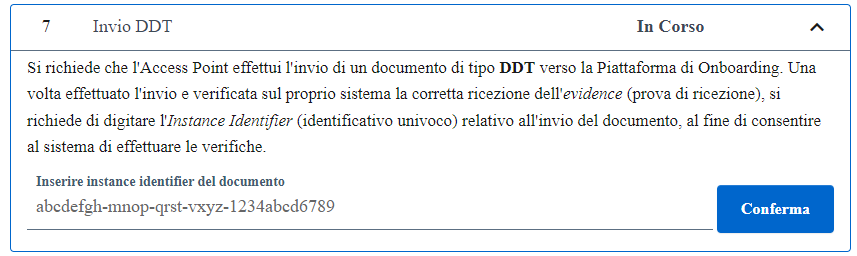 7 Invio DDT In Corso
Si richiede che l'Access Point effettui l'invio di un documento di tipo DDT verso la Piattaforma di Onboarding. Una
volta effettuato l'invio e verificata sul proprio sistema la corretta ricezione dell'evidence (prova di ricezione), si
richiede di digitare l'Instance Identifier (identificativo univoco) relativo all'invio del documento, al fine di consentire
al sistema di effettuare le verifiche.
Inserire instance identifier del documento
abcdefgh-mnop-qrst-vxyz-1234abcd6789
Conferma